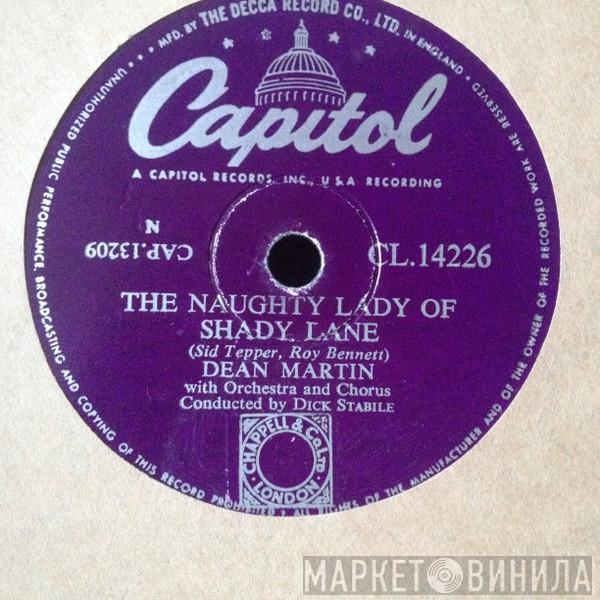 MFD. BY THE DECCA RECORD CO., LTD. IN ENGLAND • ALL RIGHTS OF THE MANUFACTURER AND OF THE OWNER OF THE RECORDED WORK ARE RESERVED
UNAUTHORIZED PUBLIC PERFORMANCE, BROADCASTING AND COPYING OF THIS RECORD PROHIBITED
Capitol
A CAPITOL RECORDS, INC., U S A RECORDING
N
CAP.13209
CL.14226
THE NAUGHTY LADY OF
SHADY LANE
(Sid Tepper, Roy Bennett)
DEAN MARTIN
with Orchestra and Chorus
Conducted by DICK STABILE
CHAPPELL & Co LTD
LONDON
МАРКЕТ ВИНИЛА